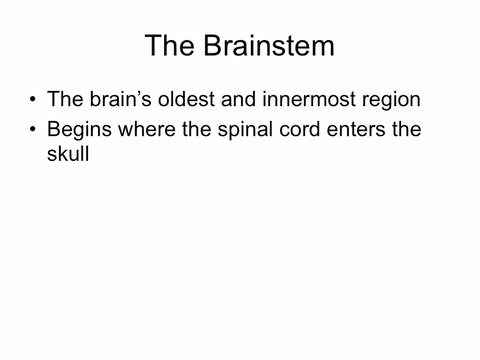 The Brainstem
• The brain’s oldest and innermost region
• Begins where the spinal cord enters the
skull